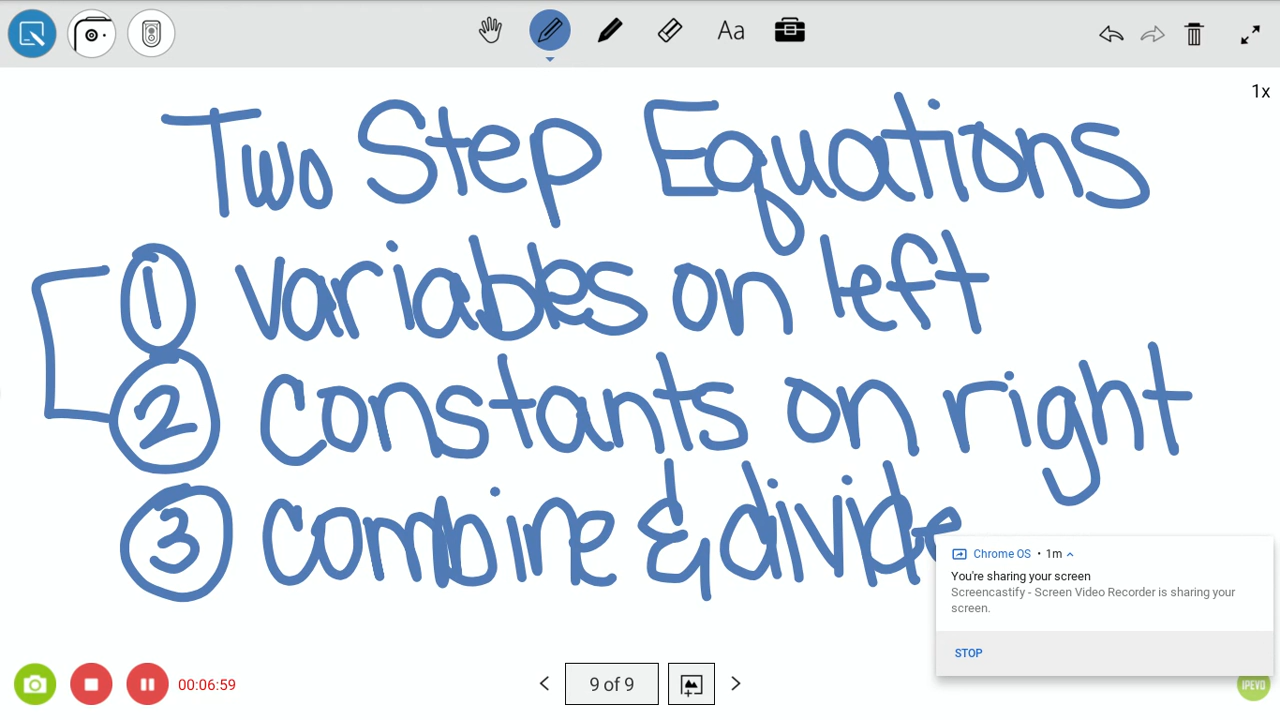 Aa
1x
Two Step Equations
1 variables on left
2 constants on right
3 combine & divide
Chrome OS • 1m
You're sharing your screen
Screencastify - Screen Video Recorder is sharing your
screen.
STOP
00:06:59
9 of 9
IPEVO